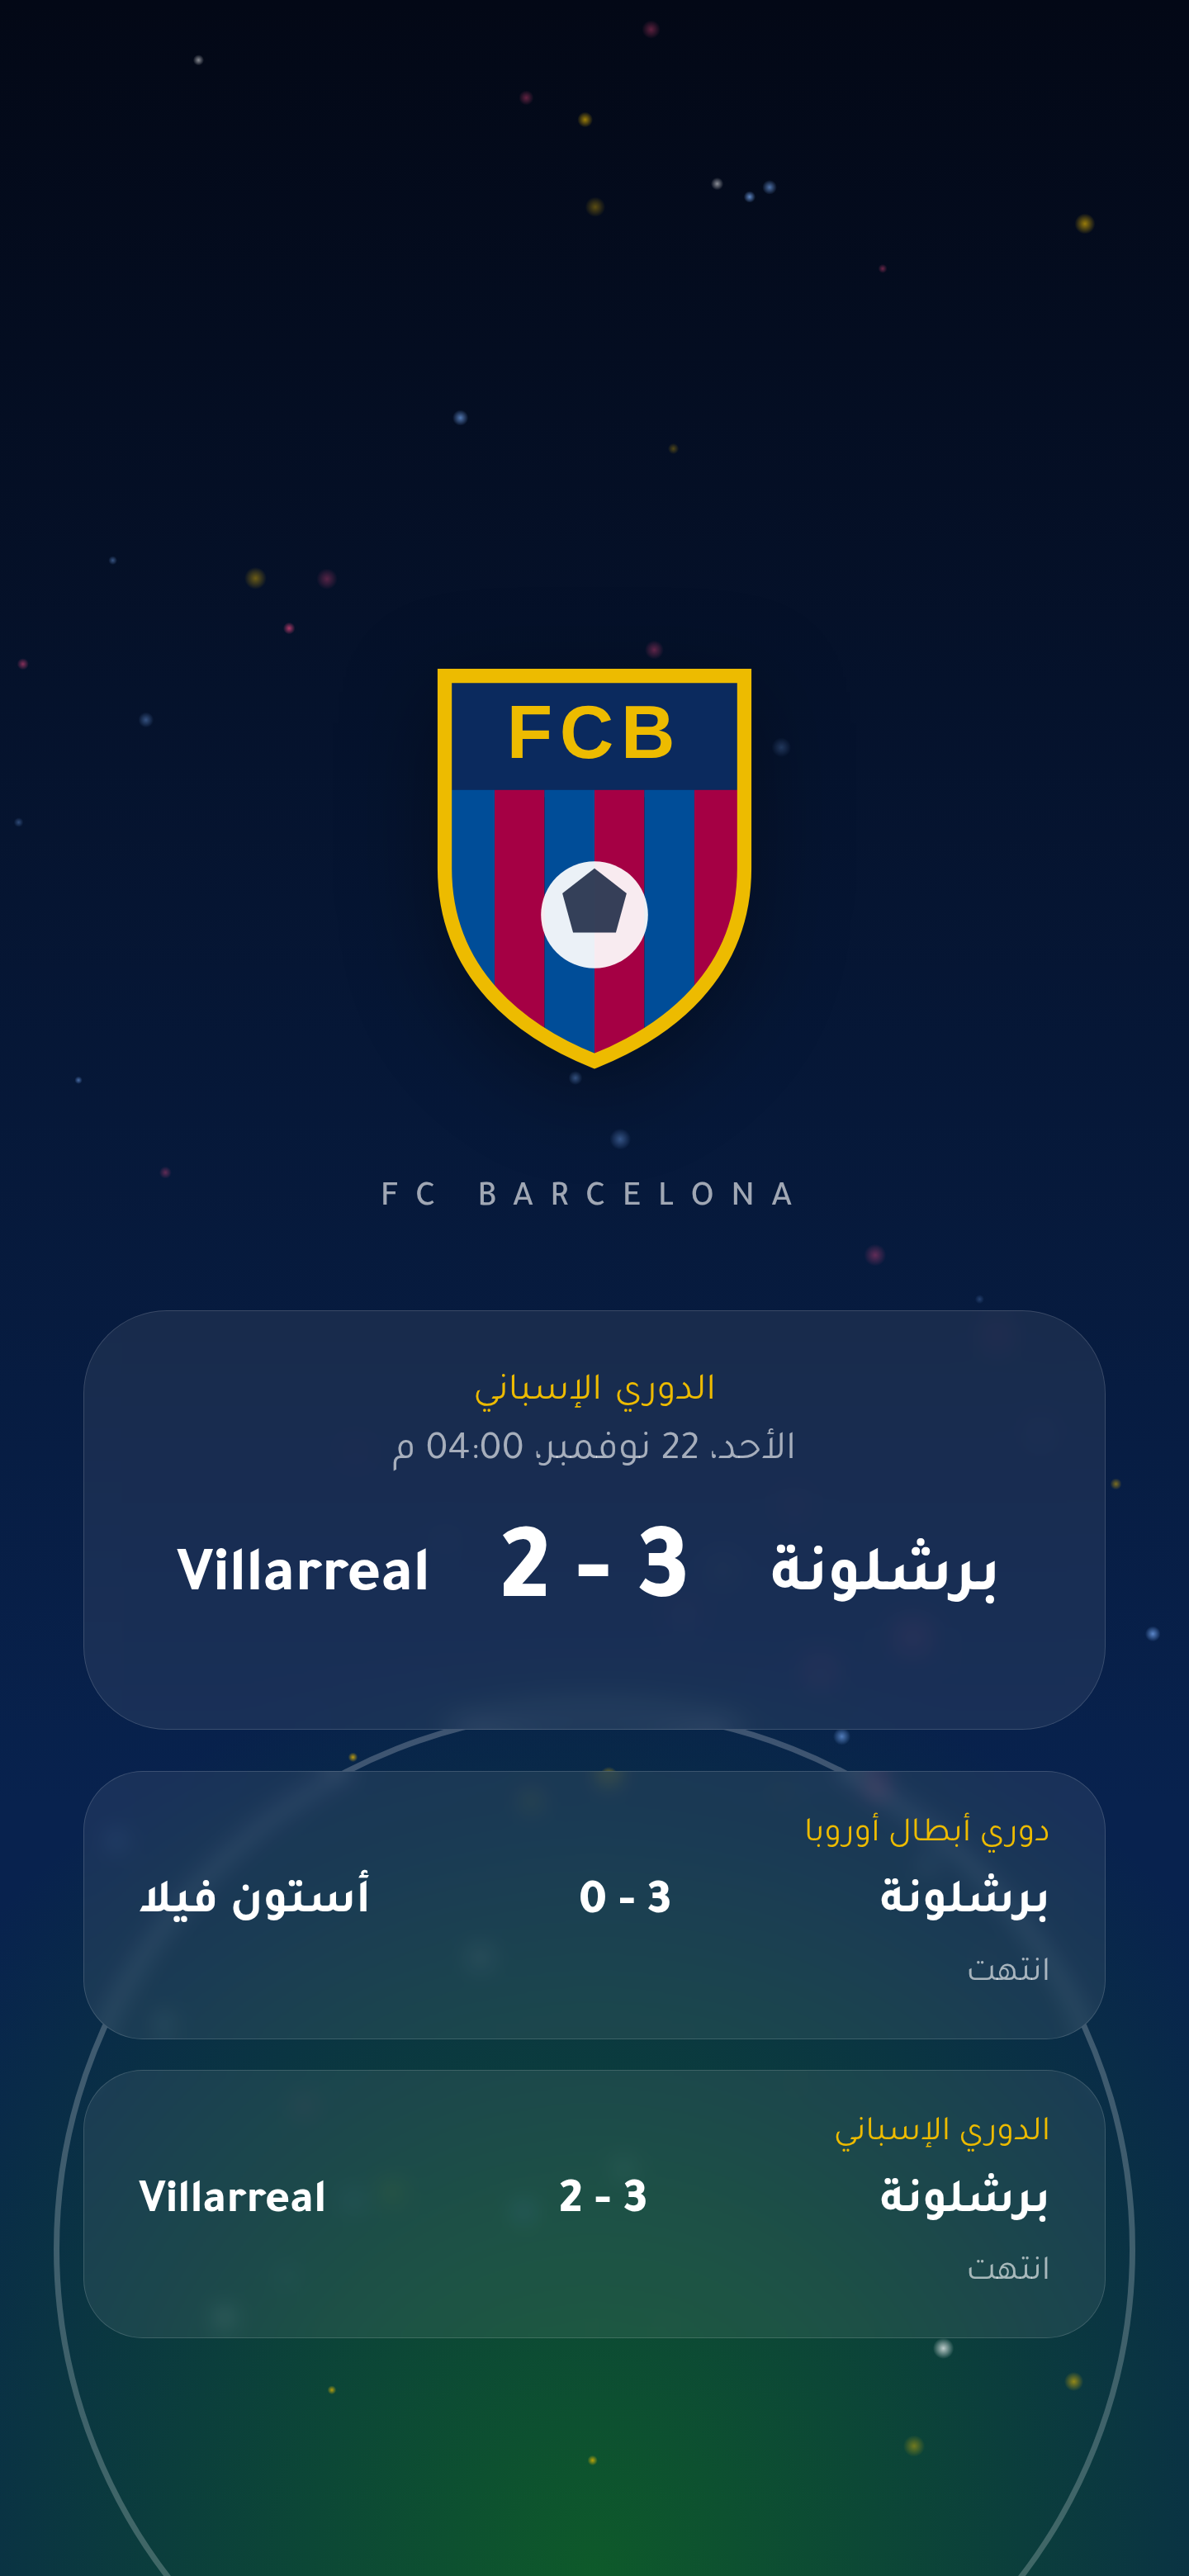 FCB
FC BARCELONA
الدوري الإسباني
الأحد، 22 نوفمبر، 04:00 م
برشلونة 3 - 2 Villarreal
دوري أبطال أوروبا
برشلونة 3 - 0 أستون فيلا
انتهت
الدوري الإسباني
برشلونة 3 - 2 Villarreal
انتهت